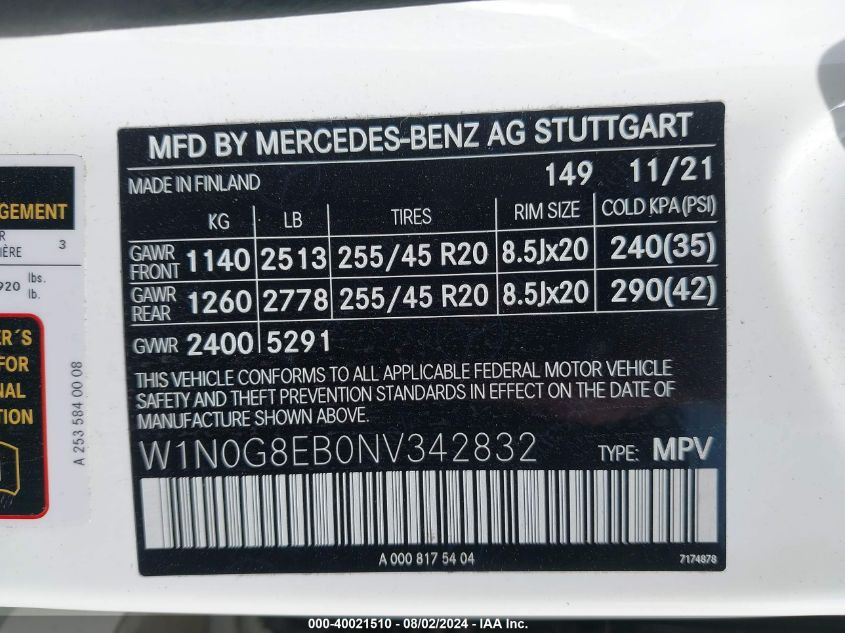 MFD BY MERCEDES-BENZ AG STUTTGART
MADE IN FINLAND 149 11/21
KG LB TIRES RIM SIZE COLD KPA(PSI)
GAWR FRONT 1140 2513 255/45 R20 8.5Jx20 240(35)
GAWR REAR 1260 2778 255/45 R20 8.5Jx20 290(42)
GVWR 2400 5291
THIS VEHICLE CONFORMS TO ALL APPLICABLE FEDERAL MOTOR VEHICLE
SAFETY AND THEFT PREVENTION STANDARDS IN EFFECT ON THE DATE OF
MANUFACTURE SHOWN ABOVE.
W1N0G8EB0NV342832 TYPE: MPV
A 000 817 54 04 7174878
3
lbs.
lb.
FOR
A 253 584 00 08
000-40021510 - 08/02/2024 - IAA Inc.